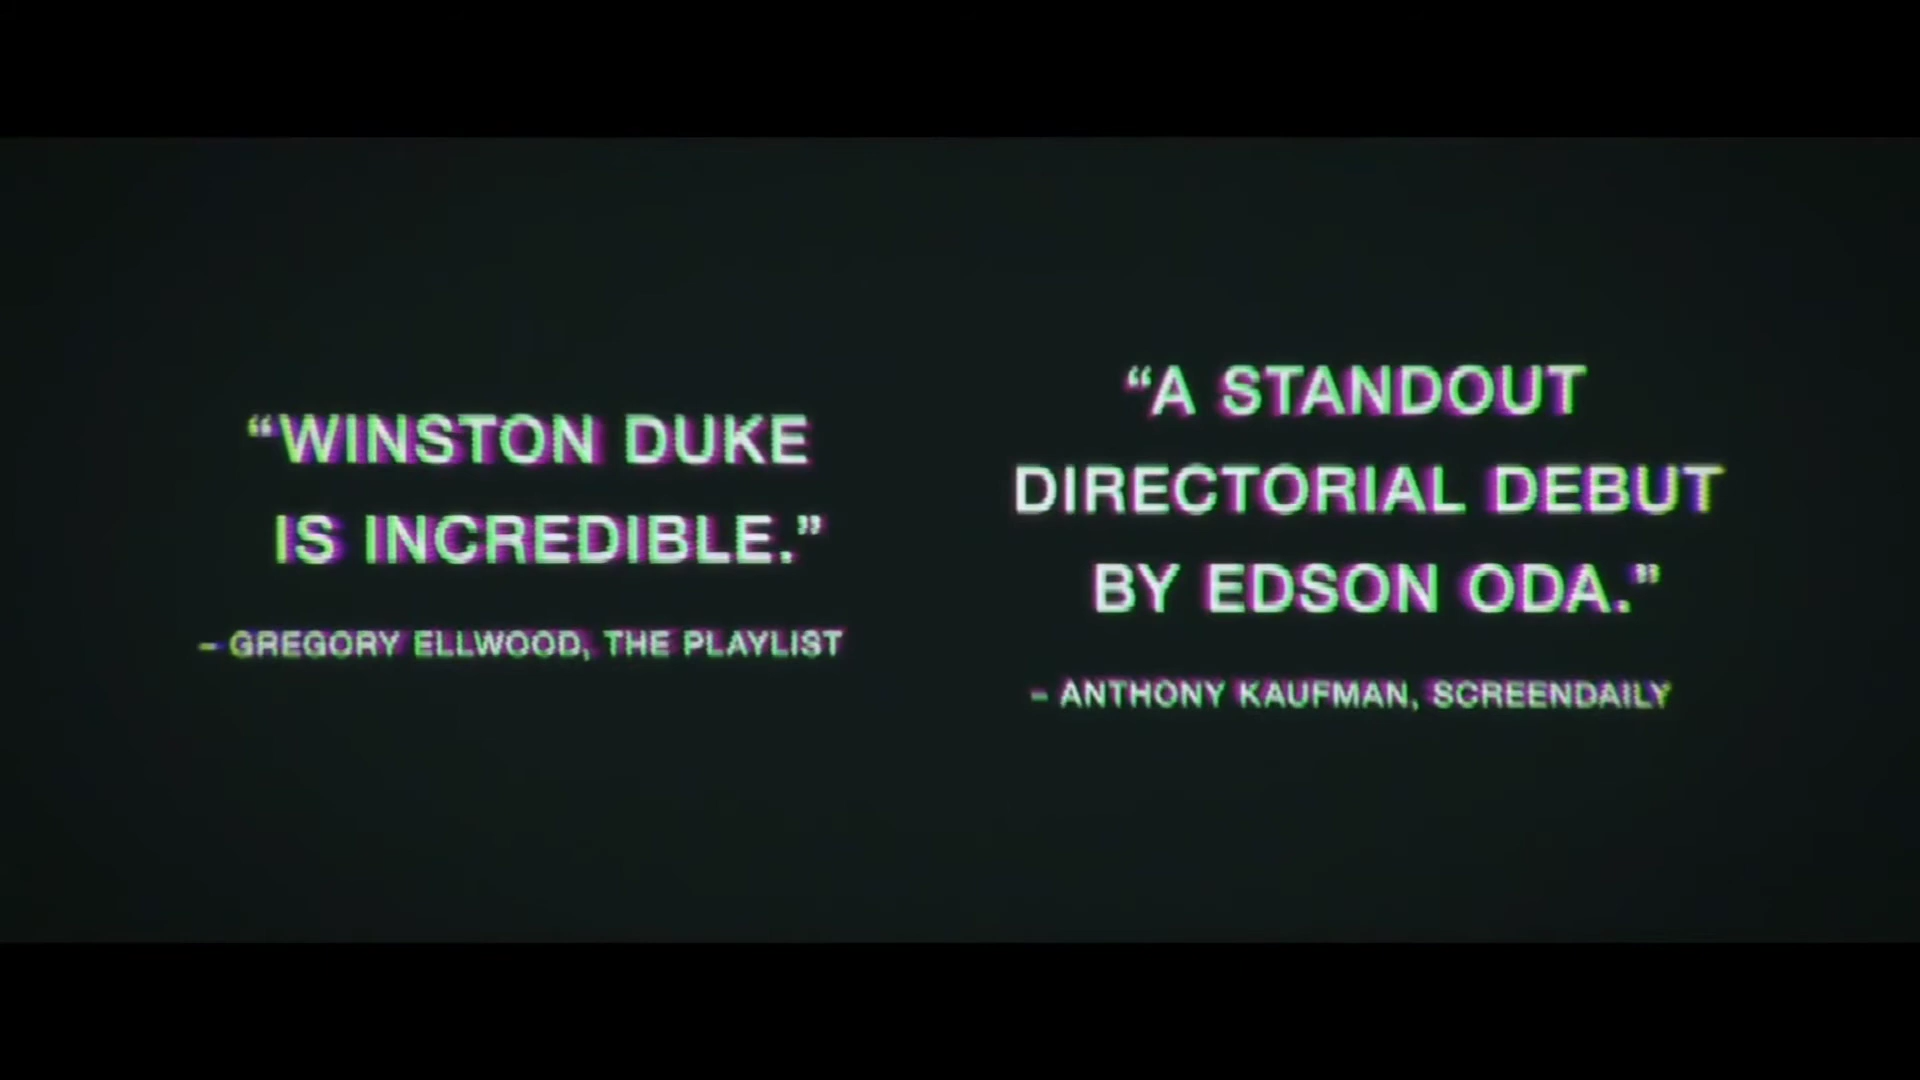 “WINSTON DUKE
IS INCREDIBLE.”
– GREGORY ELLWOOD, THE PLAYLIST
“A STANDOUT
DIRECTORIAL DEBUT
BY EDSON ODA.”
– ANTHONY KAUFMAN, SCREENDAILY